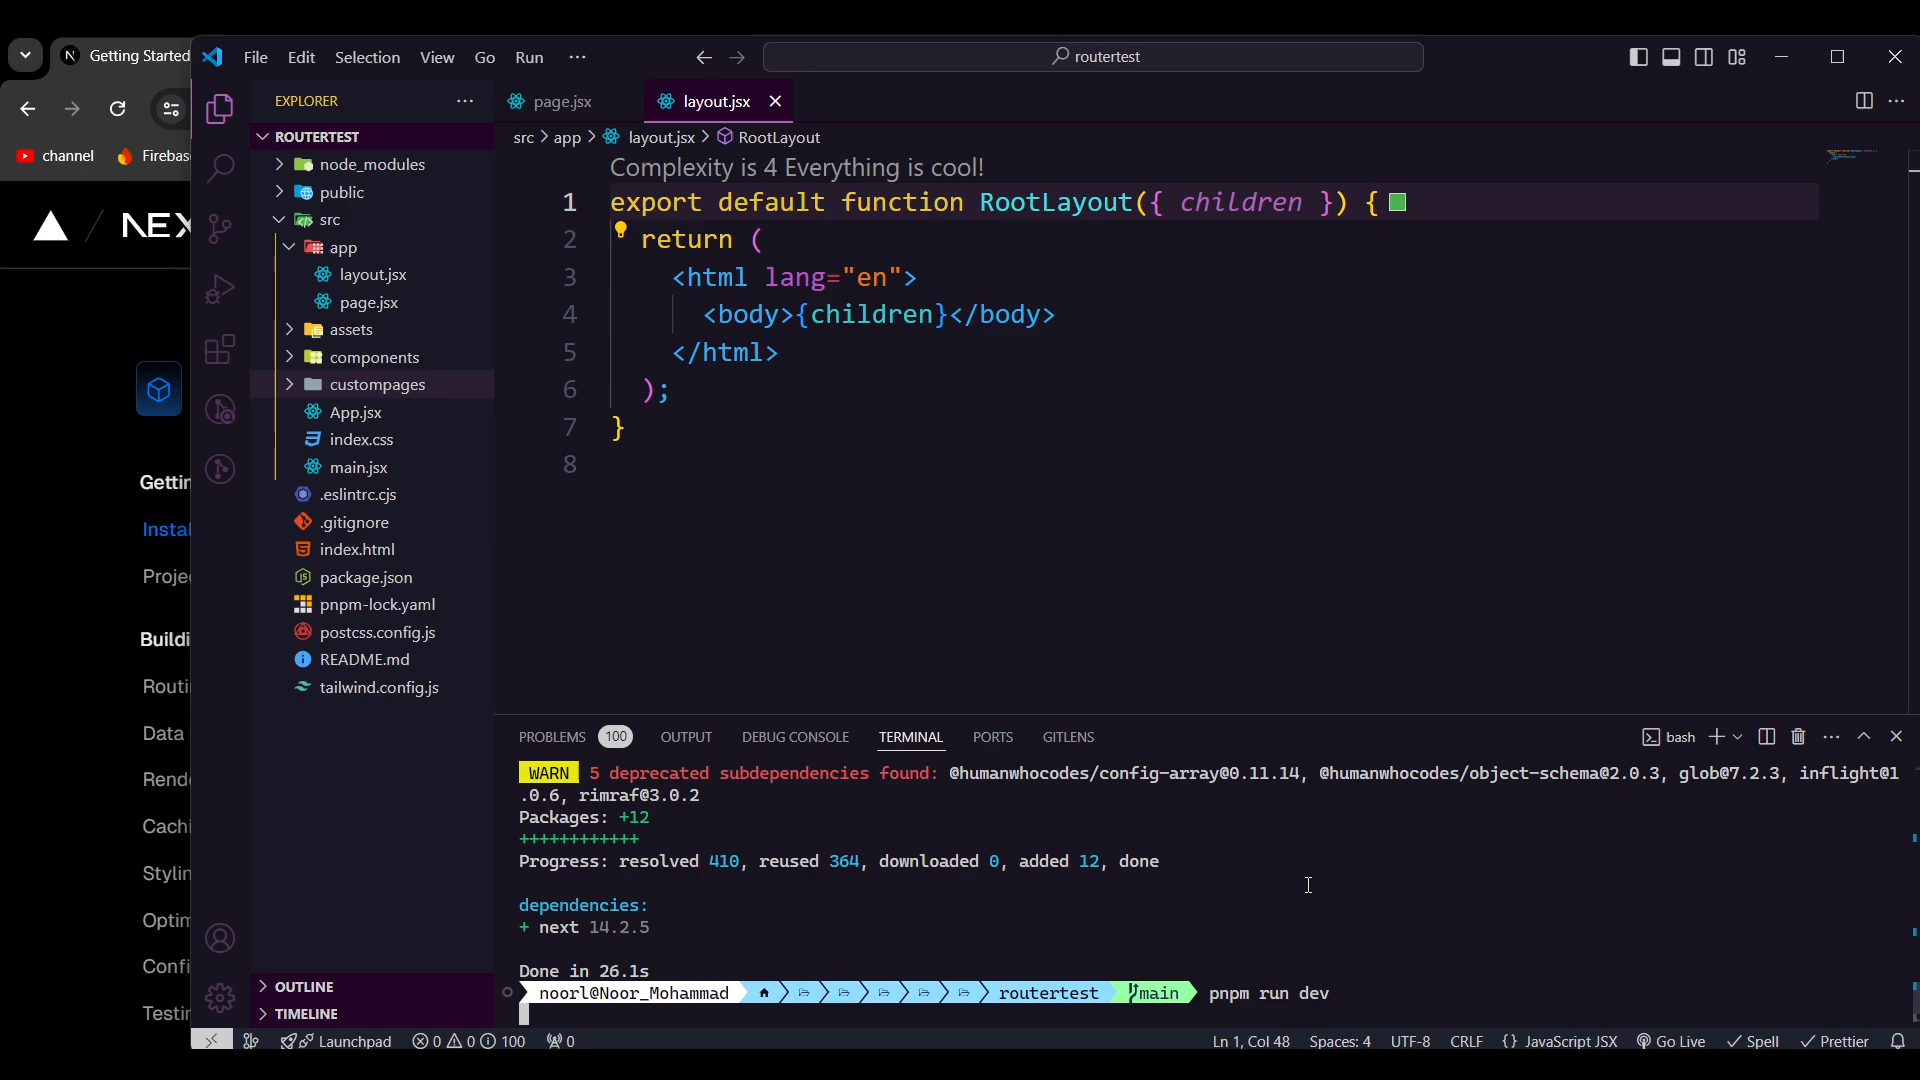 Getting Started
File Edit Selection View Go Run
routertest
channel
Firebas
NEX
Gettin
Instal
Projec
Buildi
Routi
Data
Rende
Cachi
Stylin
Optim
Confi
Testin
EXPLORER
ROUTERTEST
node_modules
public
src
app
layout.jsx
page.jsx
assets
components
custompages
App.jsx
index.css
main.jsx
.eslintrc.cjs
.gitignore
index.html
package.json
pnpm-lock.yaml
postcss.config.js
README.md
tailwind.config.js
OUTLINE
TIMELINE
page.jsx
layout.jsx
src > app > layout.jsx > RootLayout
Complexity is 4 Everything is cool!
1 export default function RootLayout({ children }) {
2 return (
3 <html lang="en">
4 <body>{children}</body>
5 </html>
6 );
7 }
8
PROBLEMS 100 OUTPUT DEBUG CONSOLE TERMINAL PORTS GITLENS
bash
WARN 5 deprecated subdependencies found: @humanwhocodes/config-array@0.11.14, @humanwhocodes/object-schema@2.0.3, glob@7.2.3, inflight@1
.0.6, rimraf@3.0.2
Packages: +12
++++++++++++
Progress: resolved 410, reused 364, downloaded 0, added 12, done
dependencies:
+ next 14.2.5
Done in 26.1s
noorl@Noor_Mohammad routertest main pnpm run dev
Launchpad 0 0 100 0 Ln 1, Col 48 Spaces: 4 UTF-8 CRLF {} JavaScript JSX Go Live Spell Prettier